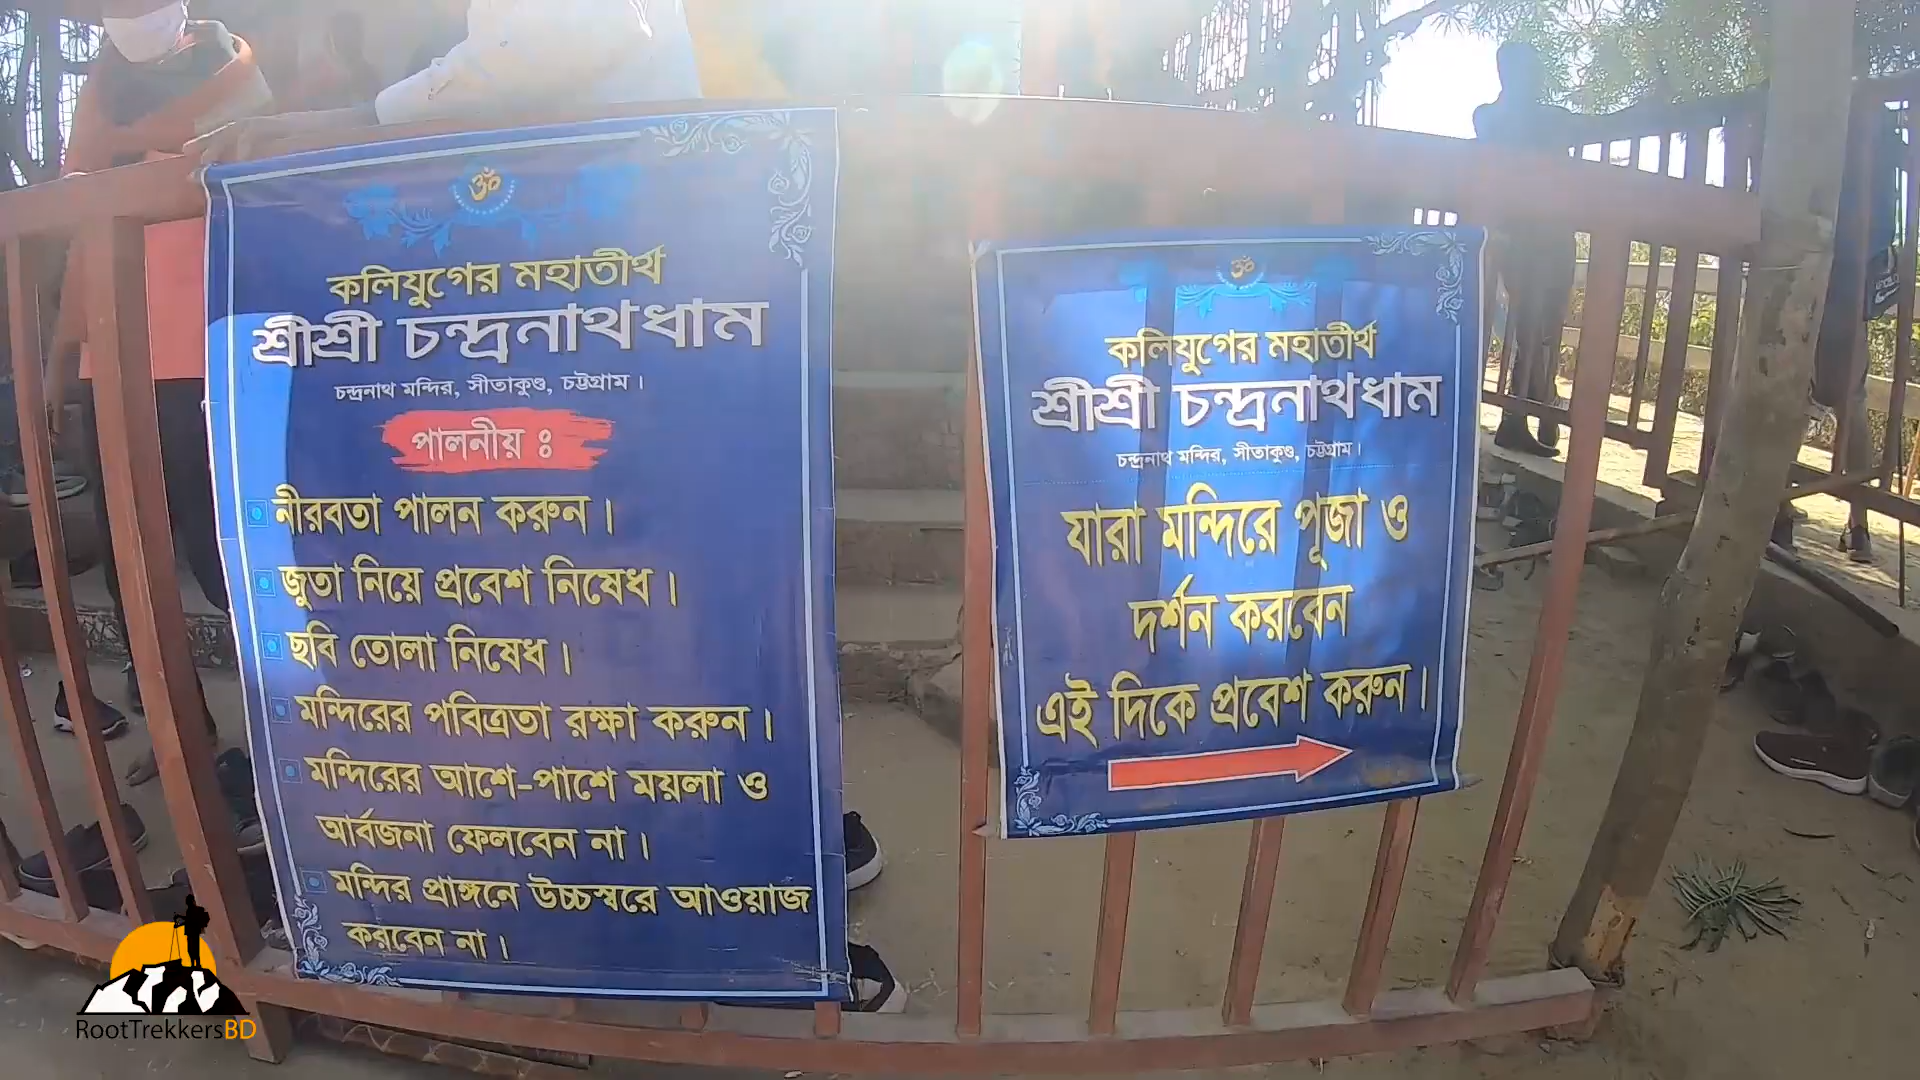 ॐ
কলিযুগের মহাতীর্থ
শ্রীশ্রী চন্দ্রনাথধাম
চন্দ্রনাথ মন্দির, সীতাকুণ্ড, চট্টগ্রাম।
পালনীয় ঃ
নীরবতা পালন করুন।
জুতা নিয়ে প্রবেশ নিষেধ।
ছবি তোলা নিষেধ।
মন্দিরের পবিত্রতা রক্ষা করুন।
মন্দিরের আশে-পাশে ময়লা ও
আর্বজনা ফেলবেন না।
মন্দির প্রাঙ্গনে উচ্চস্বরে আওয়াজ
করবেন না।
ॐ
কলিযুগের মহাতীর্থ
শ্রীশ্রী চন্দ্রনাথধাম
চন্দ্রনাথ মন্দির, সীতাকুণ্ড, চট্টগ্রাম।
যারা মন্দিরে পূজা ও
দর্শন করবেন
এই দিকে প্রবেশ করুন।
RootTrekkersBD